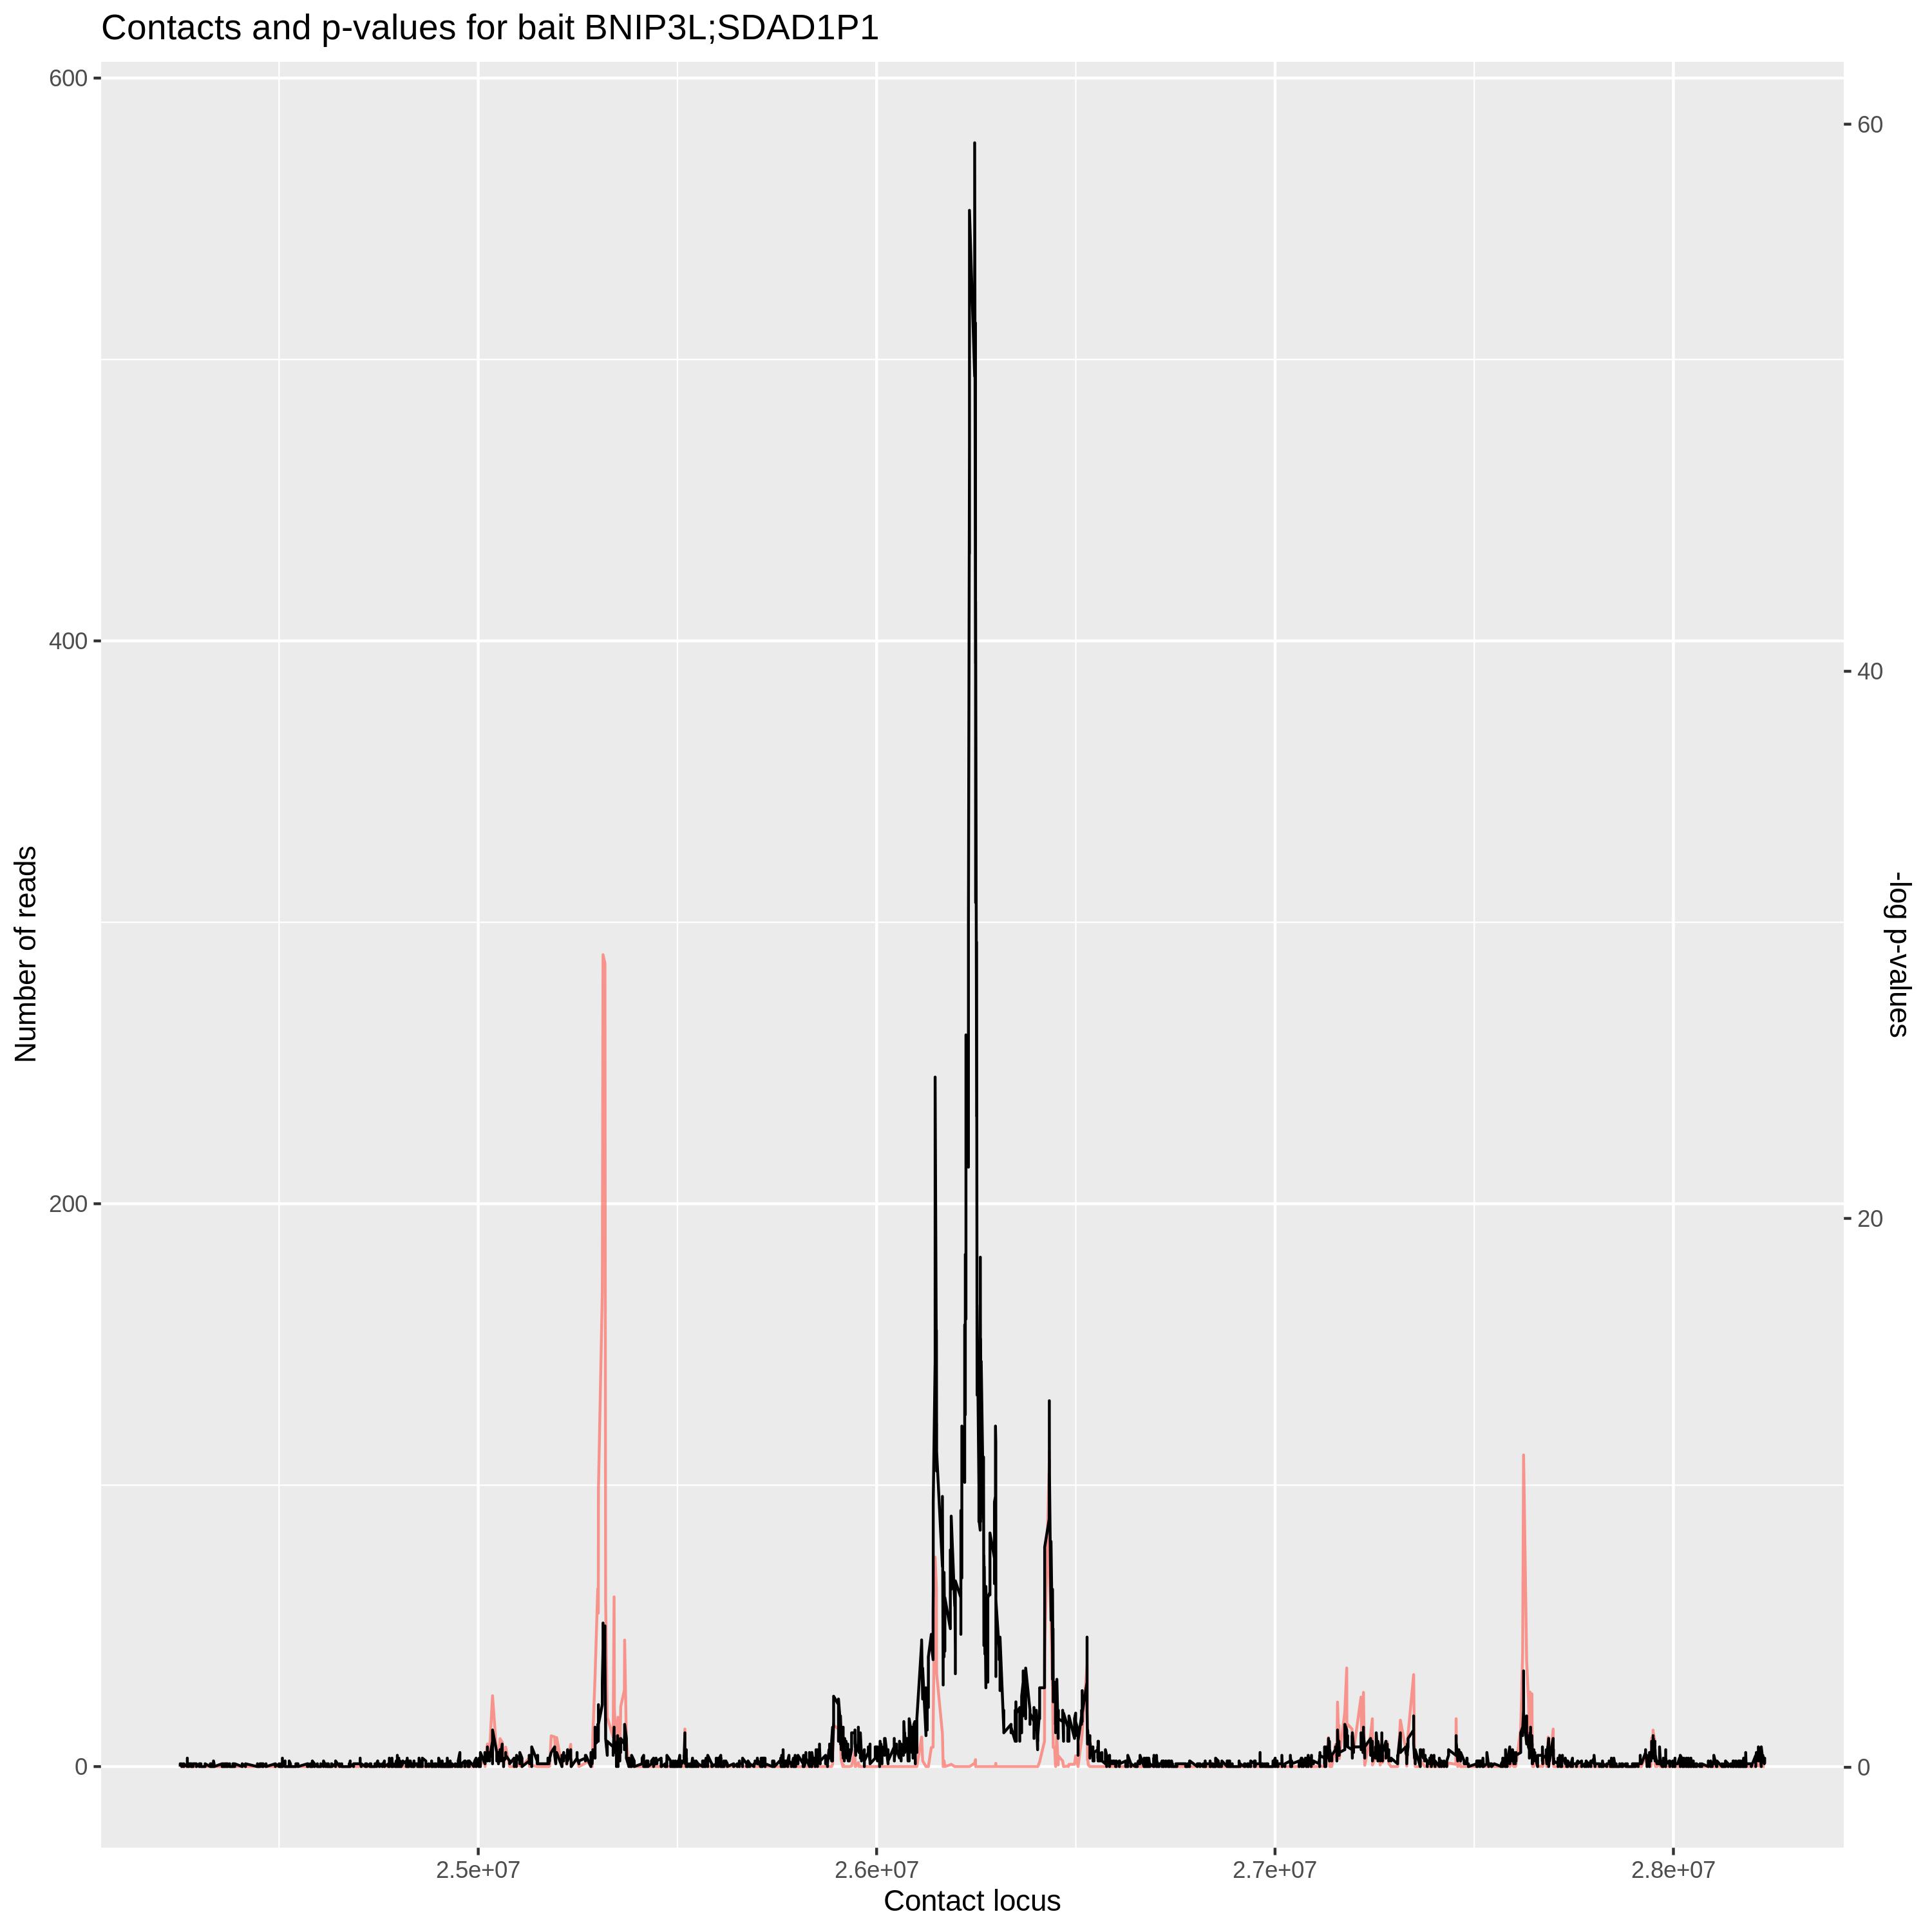 Contacts and p-values for bait BNIP3L;SDAD1P1
600
400
200
0
Number of reads
60
40
20
0
-log p-values
2.5e+07
2.6e+07
2.7e+07
2.8e+07
Contact locus